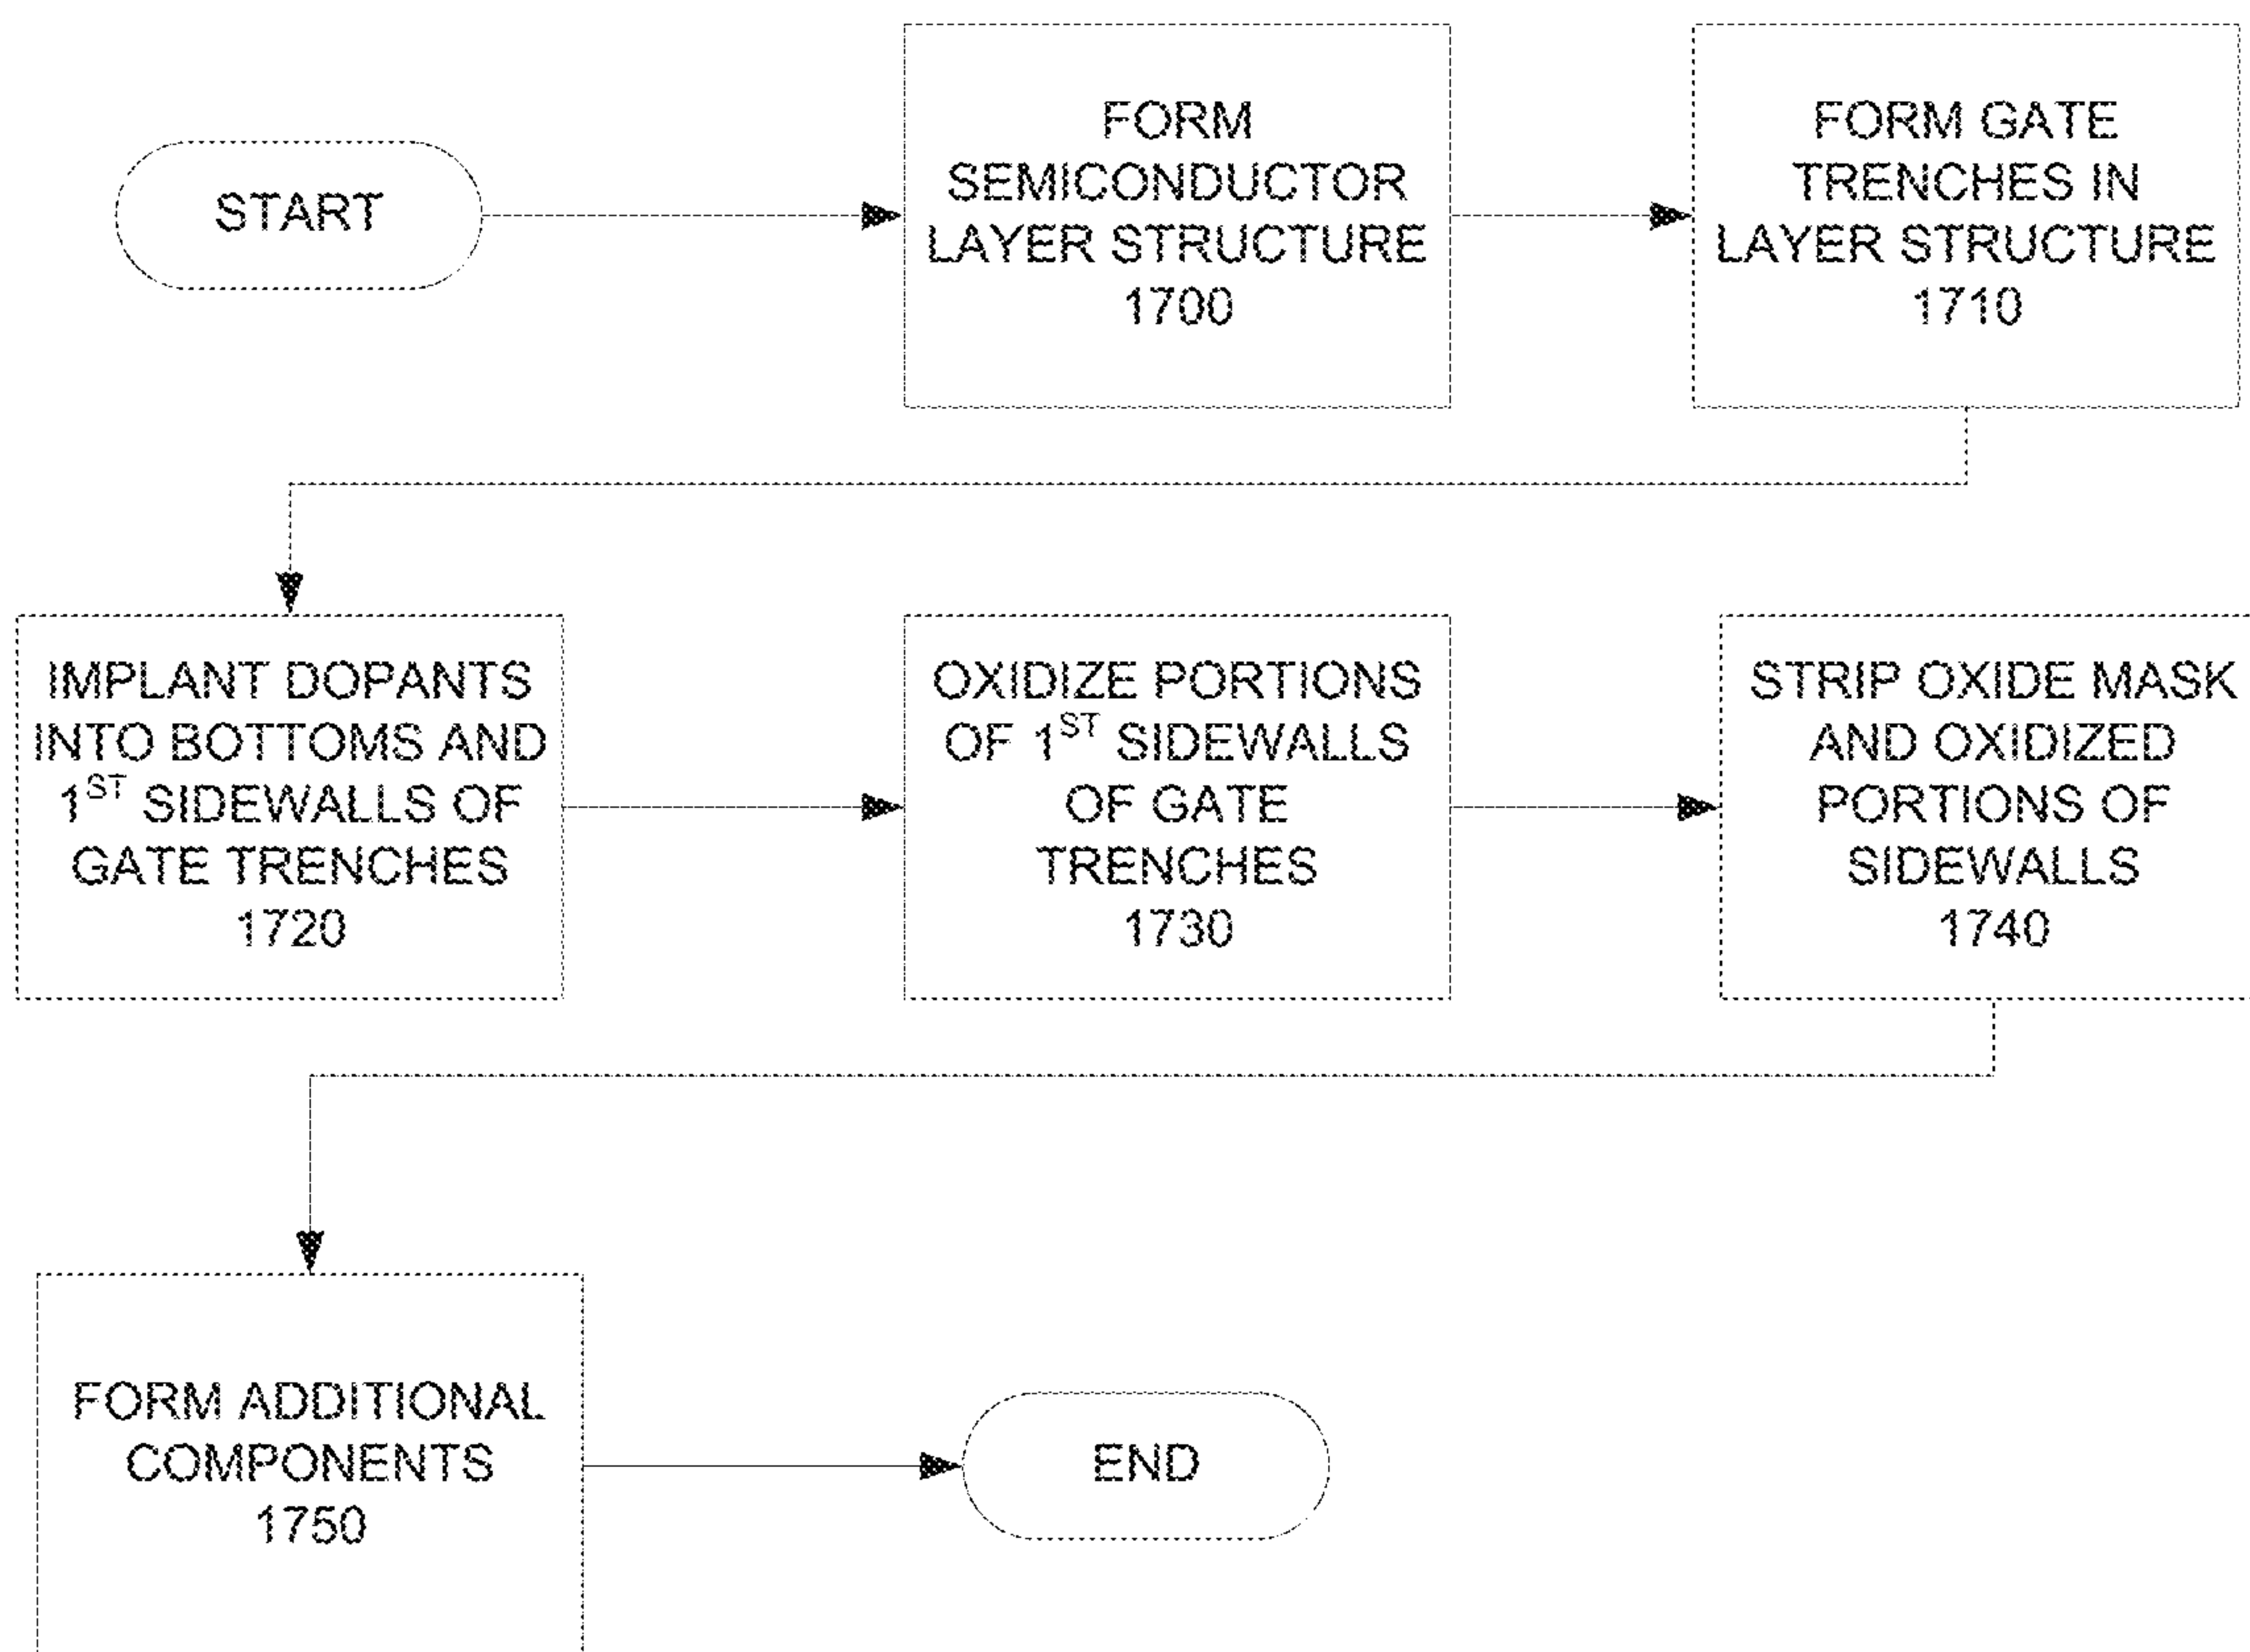 START
FORM
SEMICONDUCTOR
LAYER STRUCTURE
1700
FORM GATE
TRENCHES IN
LAYER STRUCTURE
1710
IMPLANT DOPANTS
INTO BOTTOMS AND
1ST SIDEWALLS OF
GATE TRENCHES
1720
OXIDIZE PORTIONS
OF 1ST SIDEWALLS
OF GATE
TRENCHES
1730
STRIP OXIDE MASK
AND OXIDIZED
PORTIONS OF
SIDEWALLS
1740
FORM ADDITIONAL
COMPONENTS
1750
END